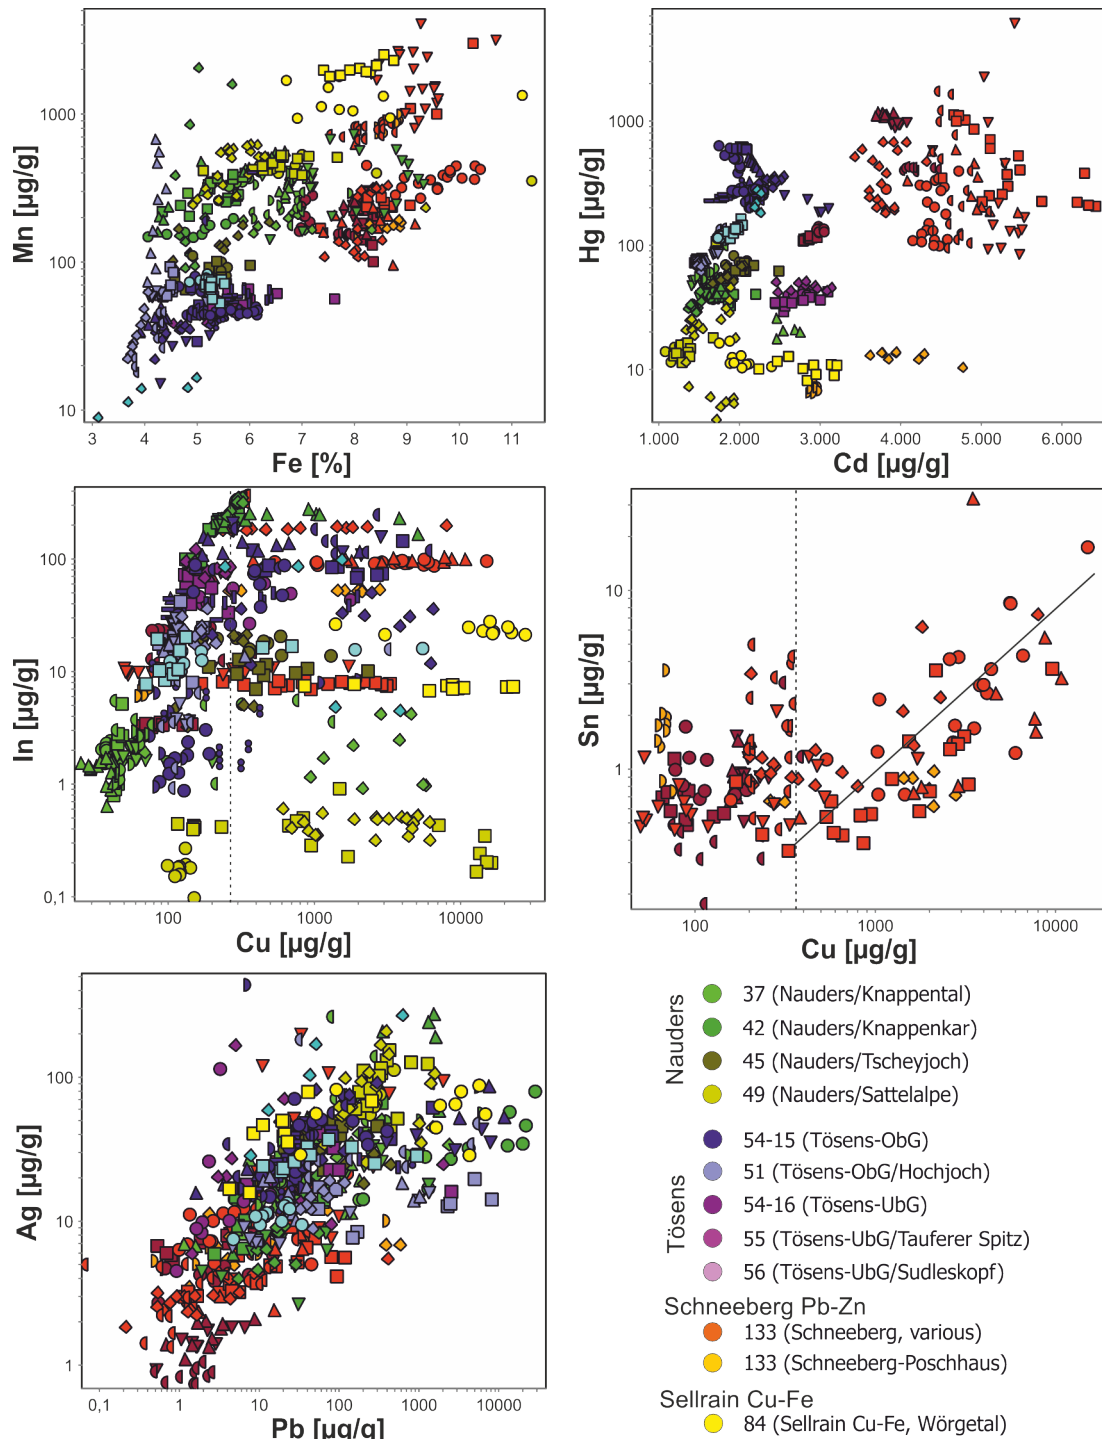 Mn [µg/g]
1000
100
10
3 4 5 6 7 8 9 10 11
Fe [%]
Hg [µg/g]
1000
100
10
1.000 2.000 3.000 4.000 5.000 6.000
Cd [µg/g]
In [µg/g]
100
10
1
0,1
100 1000 10000
Cu [µg/g]
Sn [µg/g]
10
1
100 1000 10000
Cu [µg/g]
Ag [µg/g]
100
10
1
0,1 1 10 100 1000 10000
Pb [µg/g]
Nauders
37 (Nauders/Knappental)
42 (Nauders/Knappenkar)
45 (Nauders/Tscheyjoch)
49 (Nauders/Sattelalpe)
Tösens
54-15 (Tösens-ObG)
51 (Tösens-ObG/Hochjoch)
54-16 (Tösens-UbG)
55 (Tösens-UbG/Tauferer Spitz)
56 (Tösens-UbG/Sudleskopf)
Schneeberg Pb-Zn
133 (Schneeberg, various)
133 (Schneeberg-Poschhaus)
Sellrain Cu-Fe
84 (Sellrain Cu-Fe, Wörgetal)